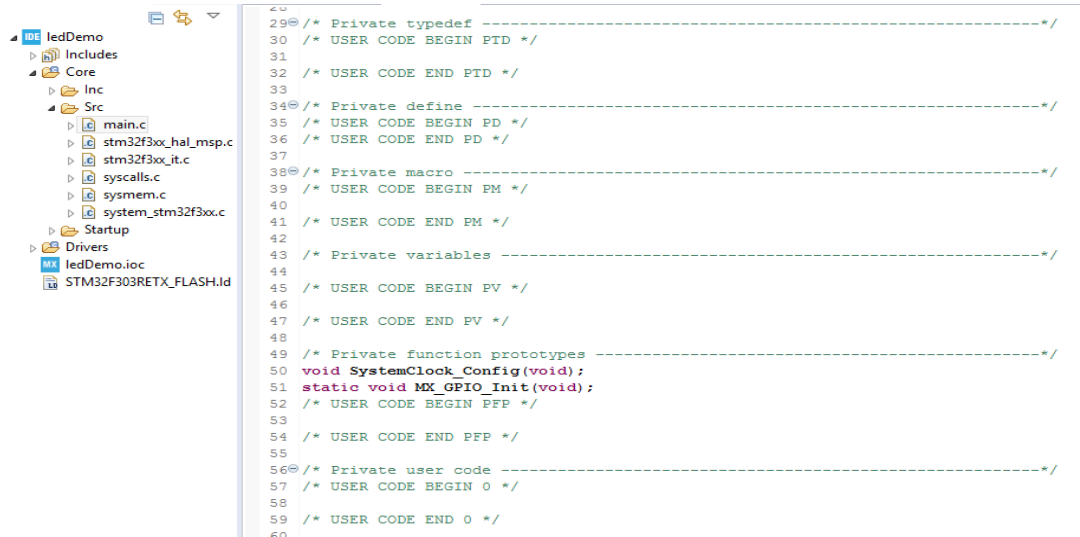 IDE ledDemo
Includes
Core
Inc
Src
.c main.c
.c stm32f3xx_hal_msp.c
.c stm32f3xx_it.c
.c syscalls.c
.c sysmem.c
.c system_stm32f3xx.c
Startup
Drivers
MX ledDemo.ioc
LD STM32F303RETX_FLASH.ld
28
29 /* Private typedef -----------------------------------------------------------*/
30 /* USER CODE BEGIN PTD */
31
32 /* USER CODE END PTD */
33
34 /* Private define ------------------------------------------------------------*/
35 /* USER CODE BEGIN PD */
36 /* USER CODE END PD */
37
38 /* Private macro -------------------------------------------------------------*/
39 /* USER CODE BEGIN PM */
40
41 /* USER CODE END PM */
42
43 /* Private variables ---------------------------------------------------------*/
44
45 /* USER CODE BEGIN PV */
46
47 /* USER CODE END PV */
48
49 /* Private function prototypes -----------------------------------------------*/
50 void SystemClock_Config(void);
51 static void MX_GPIO_Init(void);
52 /* USER CODE BEGIN PFP */
53
54 /* USER CODE END PFP */
55
56 /* Private user code ---------------------------------------------------------*/
57 /* USER CODE BEGIN 0 */
58
59 /* USER CODE END 0 */
60